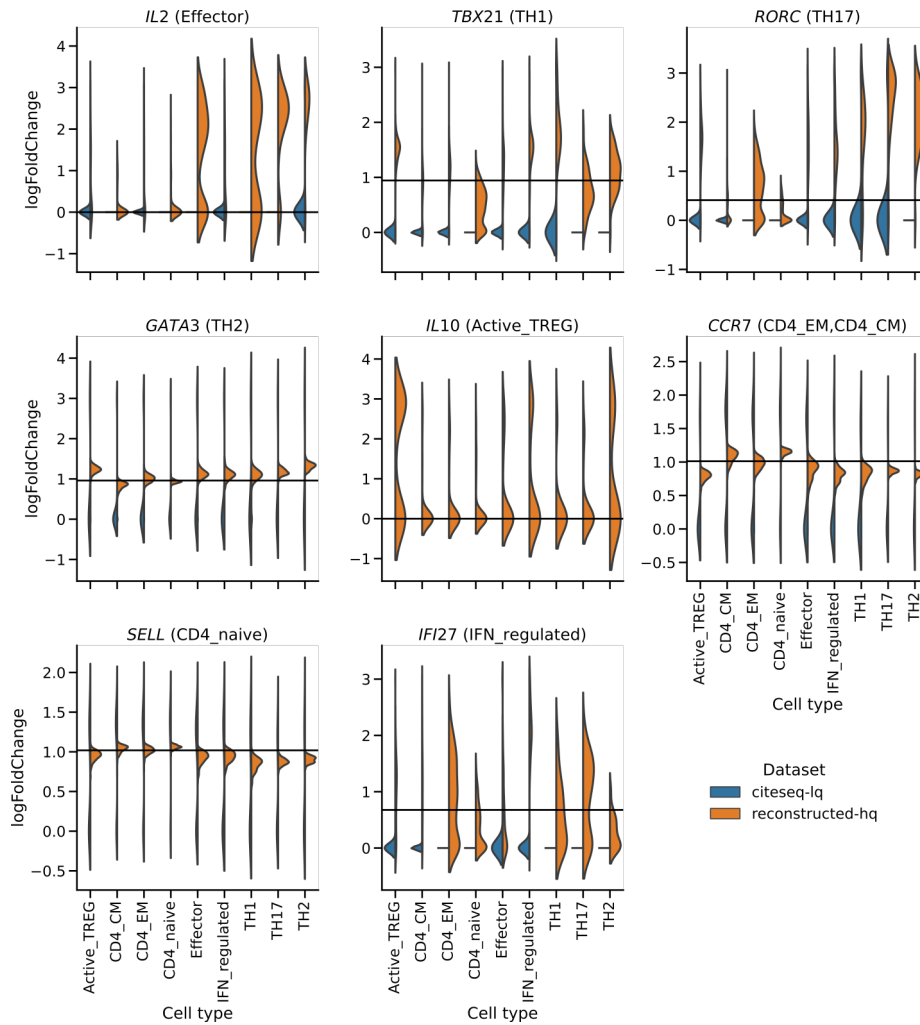 IL2 (Effector)
TBX21 (TH1)
RORC (TH17)
logFoldChange
4
3
2
1
0
−1
3
2
1
0
3
2
1
0
−1
GATA3 (TH2)
IL10 (Active_TREG)
CCR7 (CD4_EM,CD4_CM)
logFoldChange
4
3
2
1
0
−1
4
3
2
1
0
−1
2.5
2.0
1.5
1.0
0.5
0.0
−0.5
Active_TREG
CD4_CM
CD4_EM
CD4_naive
Effector
IFN_regulated
TH1
TH17
TH2
Cell type
SELL (CD4_naive)
IFI27 (IFN_regulated)
logFoldChange
2.0
1.5
1.0
0.5
0.0
−0.5
3
2
1
0
Active_TREG
CD4_CM
CD4_EM
CD4_naive
Effector
IFN_regulated
TH1
TH17
TH2
Cell type
Active_TREG
CD4_CM
CD4_EM
CD4_naive
Effector
IFN_regulated
TH1
TH17
TH2
Cell type
Dataset
citeseq-lq
reconstructed-hq